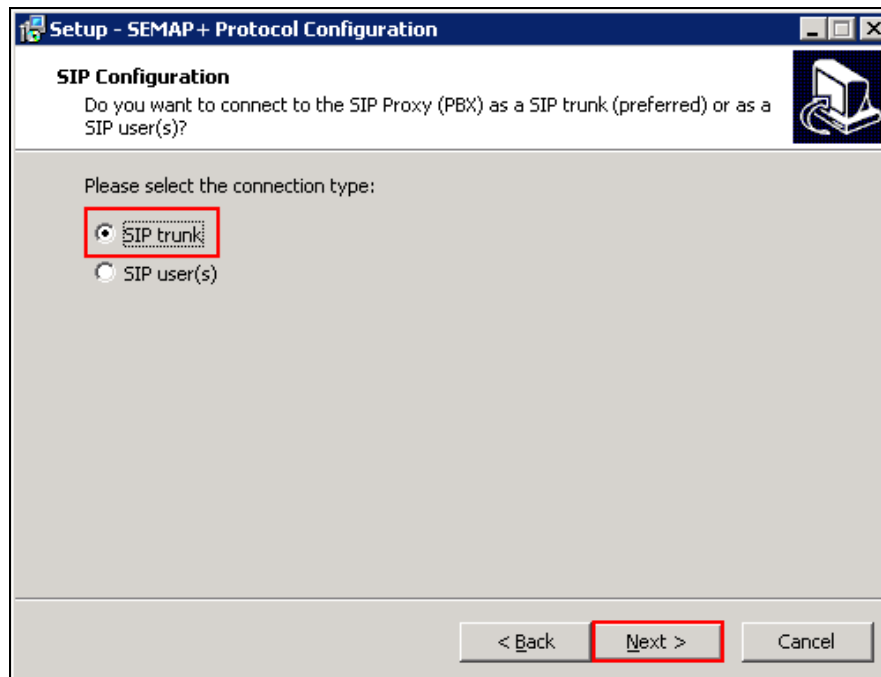 Setup - SEMAP+ Protocol Configuration
SIP Configuration
Do you want to connect to the SIP Proxy (PBX) as a SIP trunk (preferred) or as a
SIP user(s)?
Please select the connection type:
SIP trunk
SIP user(s)
< Back Next > Cancel